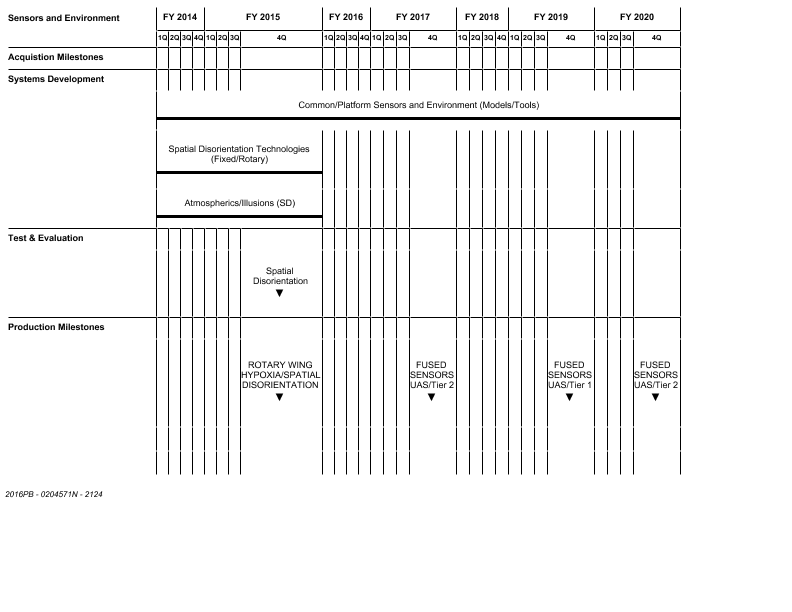 Sensors and Environment FY 2014 FY 2015 FY 2016 FY 2017 FY 2018 FY 2019 FY 2020
1Q 2Q 3Q 4Q 1Q 2Q 3Q 4Q 1Q 2Q 3Q 4Q 1Q 2Q 3Q 4Q 1Q 2Q 3Q 4Q 1Q 2Q 3Q 4Q 1Q 2Q 3Q 4Q
Acquistion Milestones
Systems Development
Common/Platform Sensors and Environment (Models/Tools)
Spatial Disorientation Technologies
(Fixed/Rotary)
Atmospherics/Illusions (SD)
Test & Evaluation
Spatial
Disorientation
Production Milestones
ROTARY WING
HYPOXIA/SPATIAL
DISORIENTATION
FUSED
SENSORS
UAS/Tier 2
FUSED
SENSORS
UAS/Tier 1
FUSED
SENSORS
UAS/Tier 2
2016PB - 0204571N - 2124